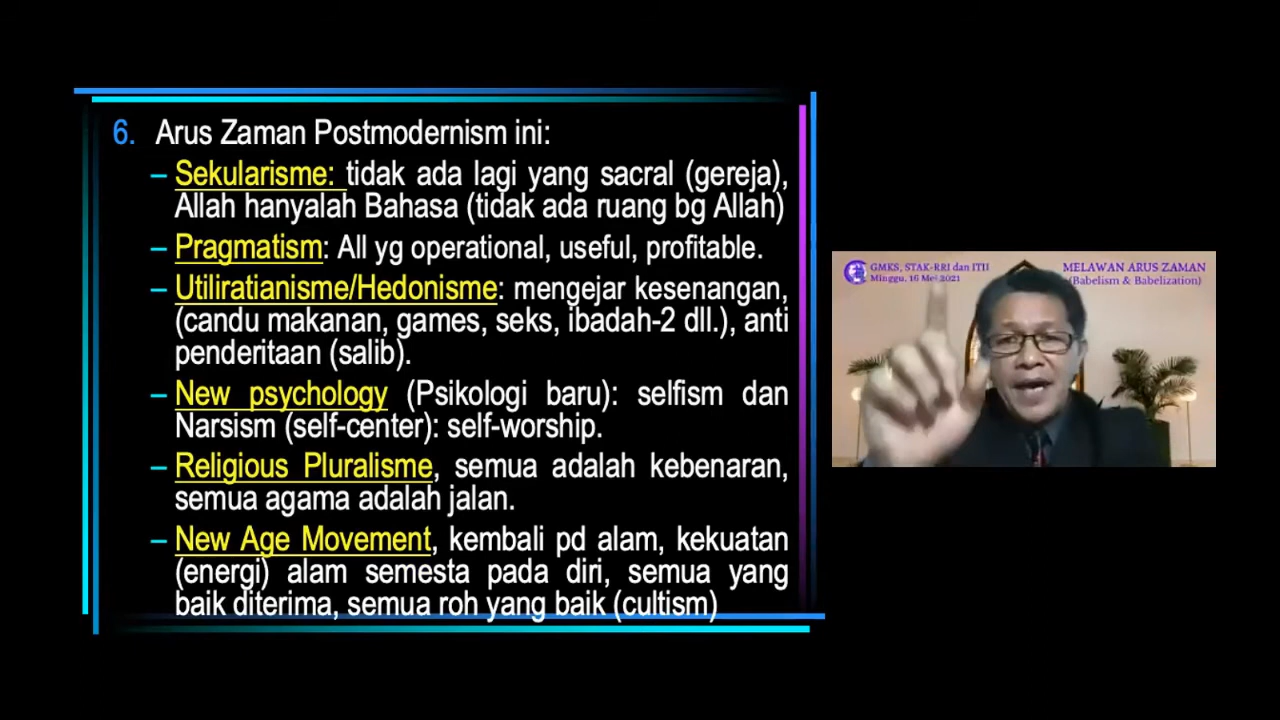 6. Arus Zaman Postmodernism ini:
– Sekularisme: tidak ada lagi yang sacral (gereja),
Allah hanyalah Bahasa (tidak ada ruang bg Allah)
– Pragmatism: All yg operational, useful, profitable.
– Utiliratianisme/Hedonisme: mengejar kesenangan,
(candu makanan, games, seks, ibadah-2 dll.), anti
penderitaan (salib).
– New psychology (Psikologi baru): selfism dan
Narsism (self-center): self-worship.
– Religious Pluralisme, semua adalah kebenaran,
semua agama adalah jalan.
– New Age Movement, kembali pd alam, kekuatan
(energi) alam semesta pada diri, semua yang
baik diterima, semua roh yang baik (cultism)
GMKS, STAK-RRI dan ITII
Minggu, 16 Mei 2021
MELAWAN ARUS ZAMAN
(Babelism & Babelization)